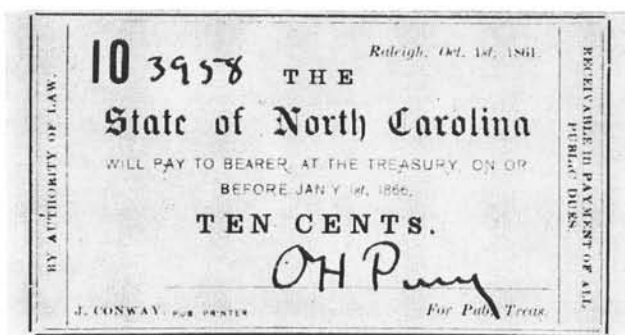 BY AUTHORITY OF LAW.
10 3958
Raleigh, Oct. 1st, 1861.
THE
State of North Carolina
WILL PAY TO BEARER, AT THE TREASURY, ON OR
BEFORE JAN'Y 1st, 1866,
TEN CENTS.
O H Perry
J. CONWAY, PUB. PRINTER
For Pub. Treas.
RECEIVABLE in PAYMENT OF ALL
PUBLIC DUES.